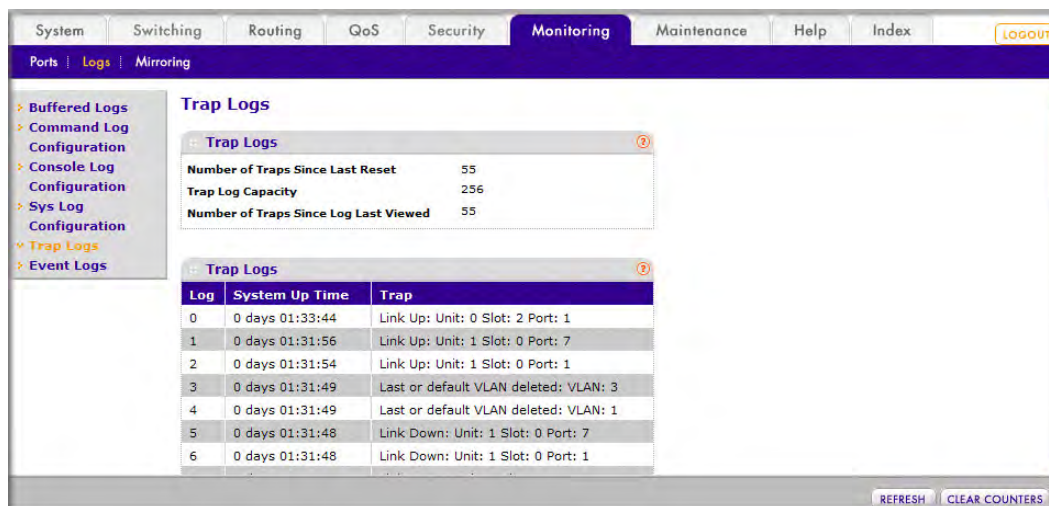 System Switching Routing QoS Security Monitoring Maintenance Help Index LOGOUT
Ports Logs Mirroring
Buffered Logs
Command Log
Configuration
Console Log
Configuration
Sys Log
Configuration
Trap Logs
Event Logs
Trap Logs
Trap Logs
Number of Traps Since Last Reset 55
Trap Log Capacity 256
Number of Traps Since Log Last Viewed 55
Trap Logs
Log System Up Time Trap
0 0 days 01:33:44 Link Up: Unit: 0 Slot: 2 Port: 1
1 0 days 01:31:56 Link Up: Unit: 1 Slot: 0 Port: 7
2 0 days 01:31:54 Link Up: Unit: 1 Slot: 0 Port: 1
3 0 days 01:31:49 Last or default VLAN deleted: VLAN: 3
4 0 days 01:31:49 Last or default VLAN deleted: VLAN: 1
5 0 days 01:31:48 Link Down: Unit: 1 Slot: 0 Port: 7
6 0 days 01:31:48 Link Down: Unit: 1 Slot: 0 Port: 1
REFRESH CLEAR COUNTERS